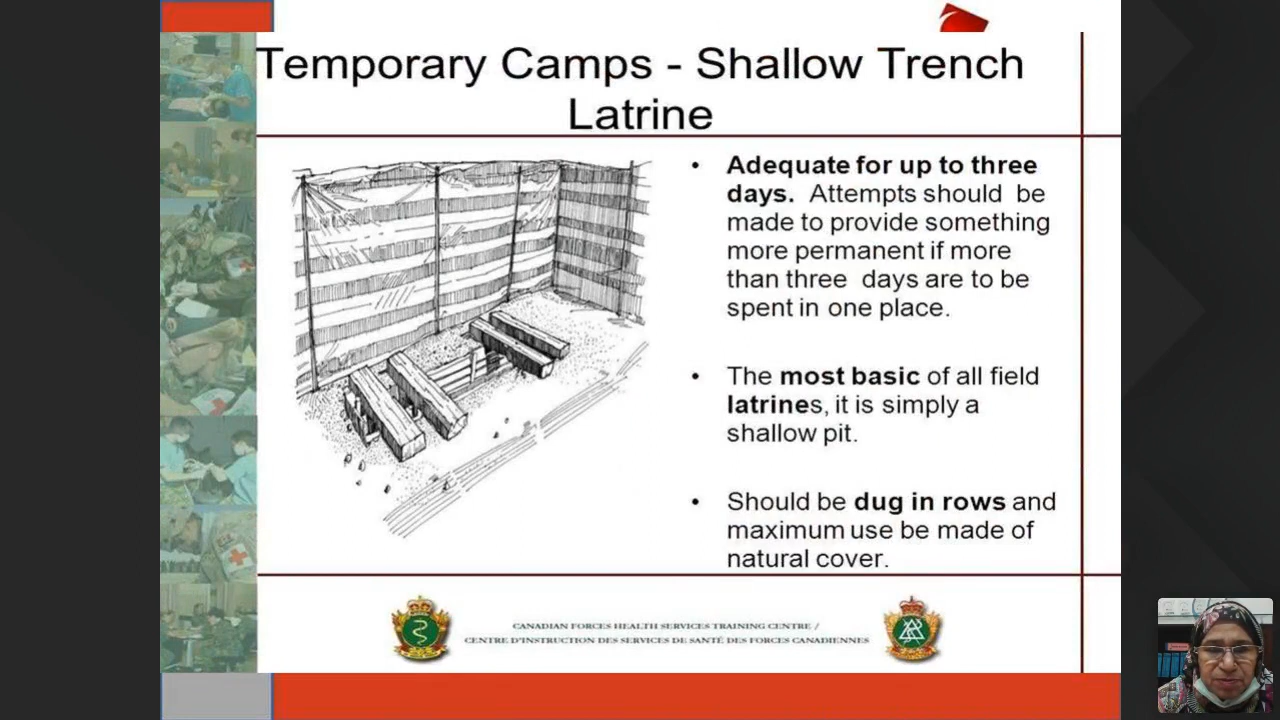 Temporary Camps - Shallow Trench
Latrine
• Adequate for up to three
days. Attempts should be
made to provide something
more permanent if more
than three days are to be
spent in one place.
• The most basic of all field
latrines, it is simply a
shallow pit.
• Should be dug in rows and
maximum use be made of
natural cover.
CANADIAN FORCES HEALTH SERVICES TRAINING CENTRE /
CENTRE D'INSTRUCTION DES SERVICES DE SANTÉ DES FORCES CANADIENNES